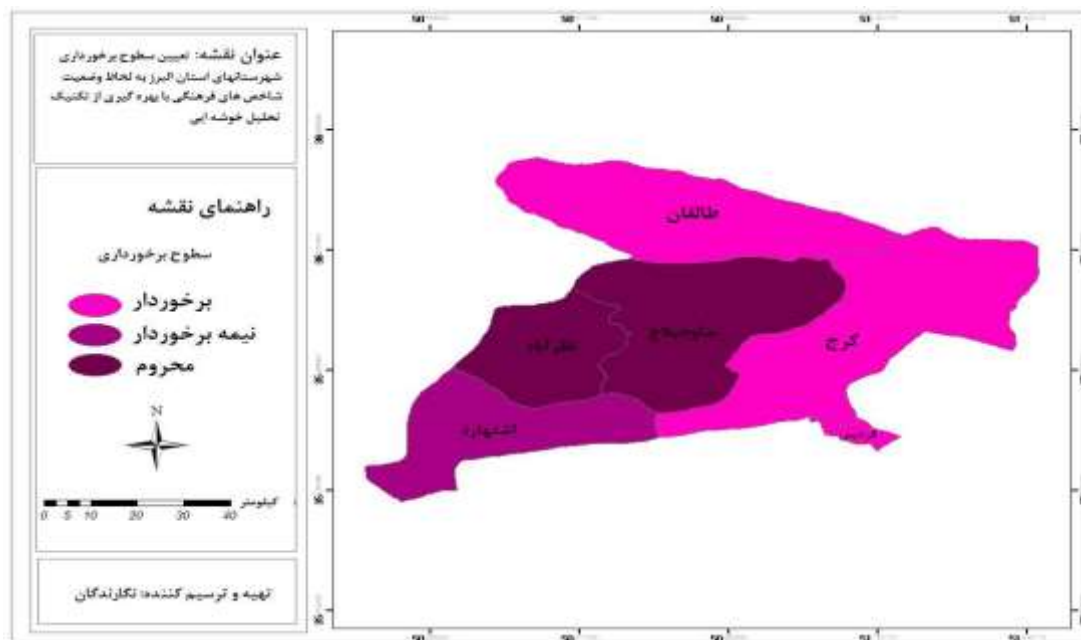 عنوان نقشه: تعیین سطوح برخورداری
شهرستانهای استان البرز به لحاظ وضعیت
شاخص های فرهنگی با بهره گیری از تکنیک
تحلیل خوشه ایی
راهنمای نقشه
سطوح برخورداری
برخوردار
نیمه برخوردار
محروم
N
کیلومتر
0 5 10 20 30 40
تهیه و ترسیم کننده: نگارندگان
طالقان
ساوجبلاغ
نظرآباد
کرج
اشتهارد
فردیس